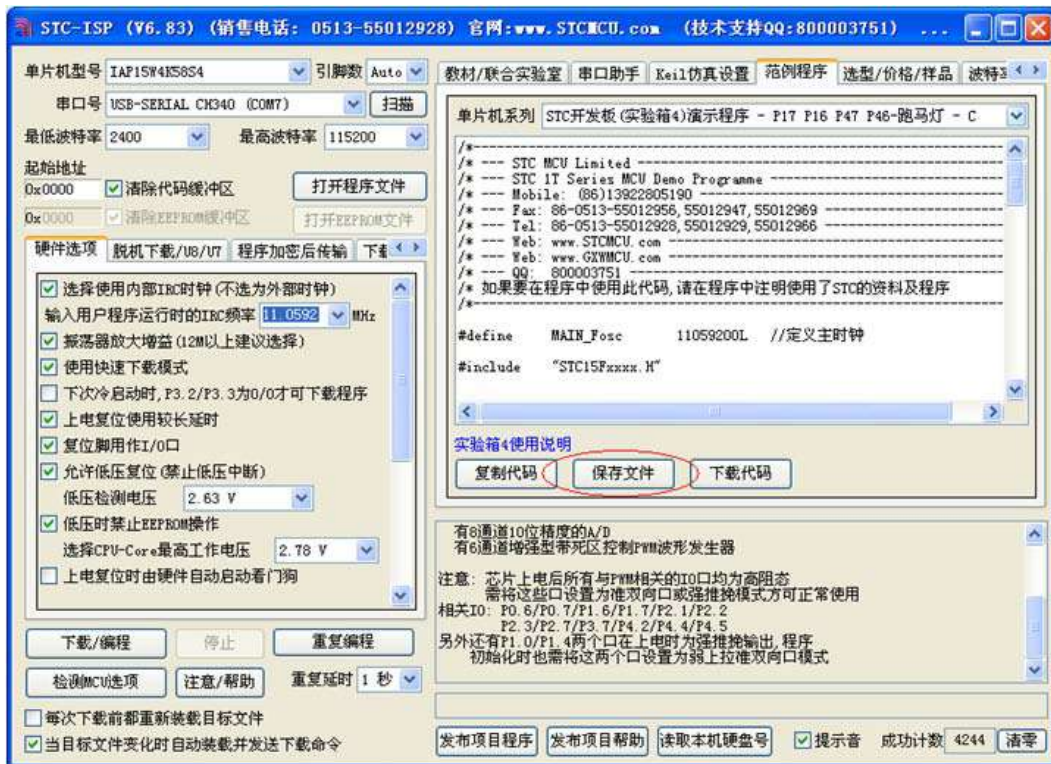 STC-ISP (V6.83) (销售电话: 0513-55012928) 官网:www.STCMCU.com (技术支持QQ:800003751) ...
单片机型号 IAP15W4K58S4 引脚数 Auto
串口号 USB-SERIAL CH340 (COM7) 扫描
最低波特率 2400 最高波特率 115200
起始地址
0x0000 清除代码缓冲区 打开程序文件
0x0000 清除EEPROM缓冲区 打开EEPROM文件
硬件选项 脱机下载/U8/U7 程序加密后传输 下载
选择使用内部IRC时钟(不选为外部时钟)
输入用户程序运行时的IRC频率 11.0592 MHz
振荡器放大增益(12M以上建议选择)
使用快速下载模式
下次冷启动时,P3.2/P3.3为0/0才可下载程序
上电复位使用较长延时
复位脚用作I/O口
允许低压复位(禁止低压中断)
低压检测电压 2.63 V
低压时禁止EEPROM操作
选择CPU-Core最高工作电压 2.78 V
上电复位时由硬件自动启动看门狗
下载/编程 停止 重复编程
检测MCU选项 注意/帮助 重复延时 1 秒
每次下载前都重新装载目标文件
当目标文件变化时自动装载并发送下载命令
教材/联合实验室 串口助手 Keil仿真设置 范例程序 选型/价格/样品 波特率
单片机系列 STC开发板(实验箱4)演示程序 - P17 P16 P47 P46-跑马灯 - C
/*---------------------------------------------------------------------
/* --- STC MCU Limited ------------------------------------------------
/* --- STC 1T Series MCU Demo Programme -------------------------------
/* --- Mobile: (86)13922805190 ----------------------------------------
/* --- Fax: 86-0513-55012956,55012947,55012969 ------------------------
/* --- Tel: 86-0513-55012928,55012929,55012966 ------------------------
/* --- Web: www.STCMCU.com --------------------------------------------
/* --- Web: www.GXWMCU.com --------------------------------------------
/* --- QQ: 800003751 --------------------------------------------------
/* 如果要在程序中使用此代码,请在程序中注明使用了STC的资料及程序
/*---------------------------------------------------------------------
#define MAIN_Fosc 11059200L //定义主时钟
#include "STC15Fxxxx.H"
实验箱4使用说明
复制代码 保存文件 下载代码
有8通道10位精度的A/D
有6通道增强型带死区控制PWM波形发生器
注意: 芯片上电后所有与PWM相关的IO口均为高阻态
需将这些口设置为准双向口或强推挽模式方可正常使用
相关IO: P0.6/P0.7/P1.6/P1.7/P2.1/P2.2
P2.3/P2.7/P3.7/P4.2/P4.4/P4.5
另外还有P1.0/P1.4两个口在上电时为强推挽输出,程序
初始化时也需将这两个口设置为弱上拉准双向口模式
发布项目程序 发布项目帮助 读取本机硬盘号 提示音 成功计数 4244 清零